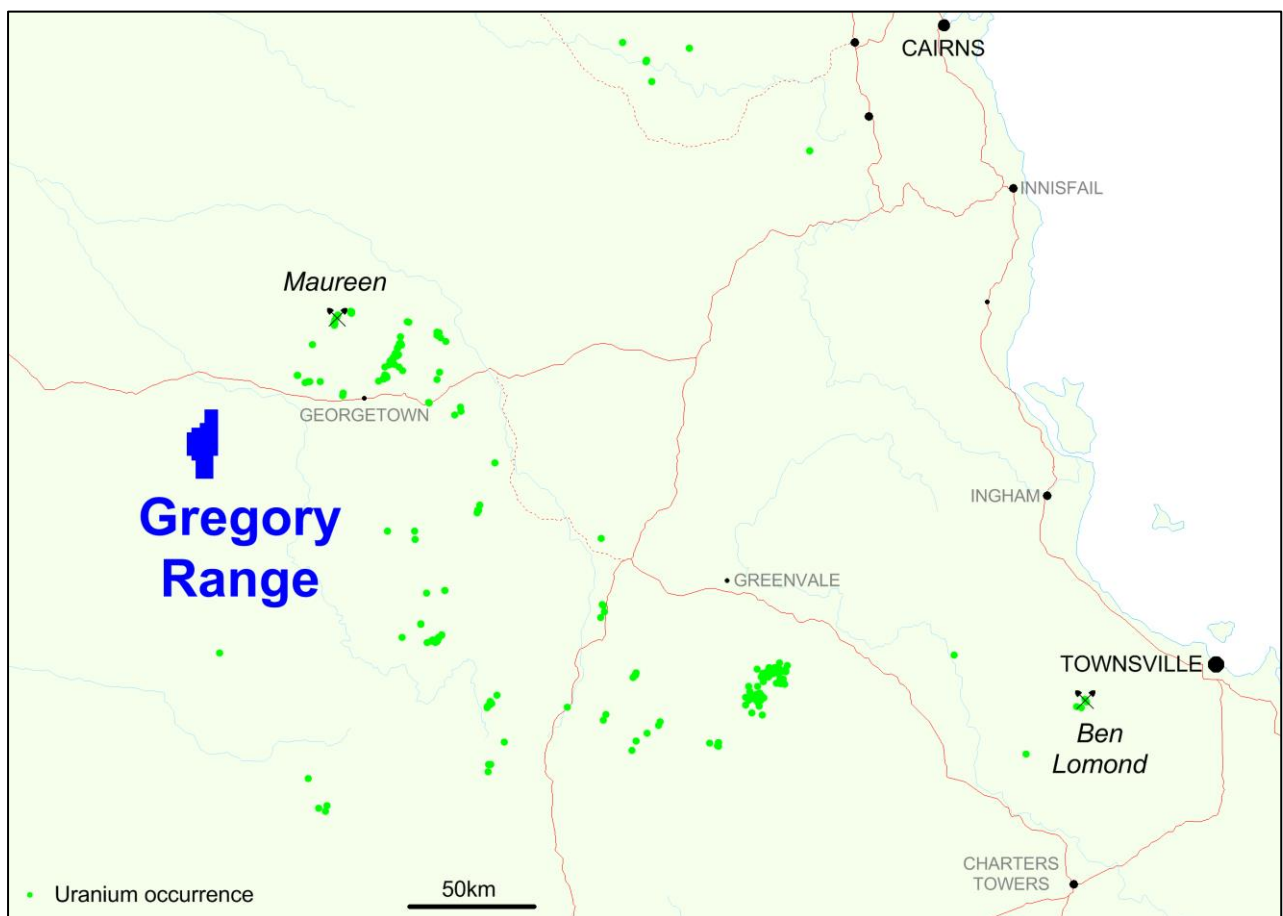 CAIRNS
INNISFAIL
Maureen
GEORGETOWN
Gregory
Range
INGHAM
GREENVALE
TOWNSVILLE
Ben
Lomond
CHARTERS
TOWERS
Uranium occurrence
50km